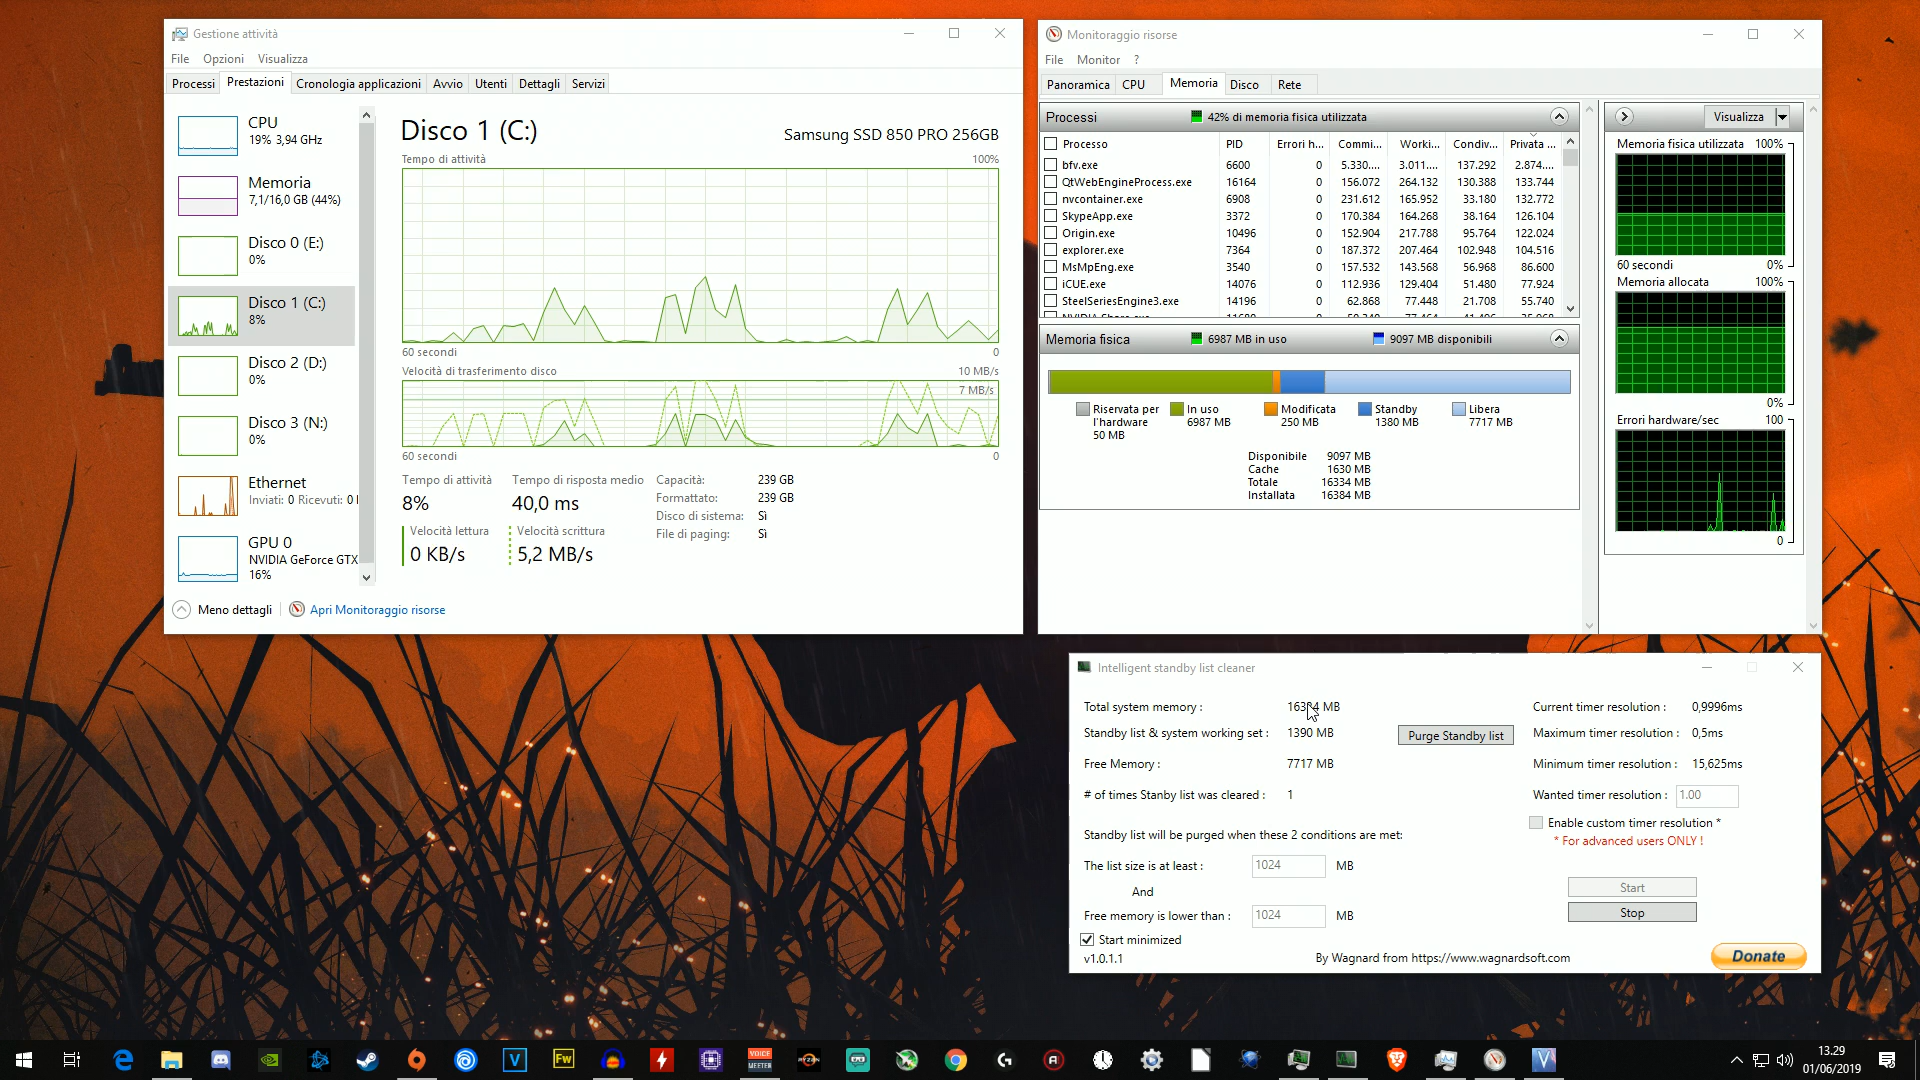 Gestione attività
File Opzioni Visualizza
Processi Prestazioni Cronologia applicazioni Avvio Utenti Dettagli Servizi
CPU
19% 3,94 GHz
Memoria
7,1/16,0 GB (44%)
Disco 0 (E:)
0%
Disco 1 (C:)
8%
Disco 2 (D:)
0%
Disco 3 (N:)
0%
Ethernet
Inviati: 0 Ricevuti: 0
GPU 0
NVIDIA GeForce GTX
16%
Disco 1 (C:)
Samsung SSD 850 PRO 256GB
Tempo di attività 100%
60 secondi 0
Velocità di trasferimento disco 10 MB/s
7 MB/s
60 secondi 0
Tempo di attività
8%
Tempo di risposta medio
40,0 ms
Velocità lettura
0 KB/s
Velocità scrittura
5,2 MB/s
Capacità: 239 GB
Formattato: 239 GB
Disco di sistema: Sì
File di paging: Sì
Meno dettagli
Apri Monitoraggio risorse
Monitoraggio risorse
File Monitor ?
Panoramica CPU Memoria Disco Rete
Processi 42% di memoria fisica utilizzata
Processo PID Errori h... Commi... Worki... Condiv... Privata ...
bfv.exe 6600 0 5.330.... 3.011.... 137.292 2.874....
QtWebEngineProcess.exe 16164 0 156.072 264.132 130.388 133.744
nvcontainer.exe 6908 0 231.612 165.952 33.180 132.772
SkypeApp.exe 3372 0 170.384 164.268 38.164 126.104
Origin.exe 10496 0 152.904 217.788 95.764 122.024
explorer.exe 7364 0 187.372 207.464 102.948 104.516
MsMpEng.exe 3540 0 157.532 143.568 56.968 86.600
iCUE.exe 14076 0 112.936 129.404 51.480 77.924
SteelSeriesEngine3.exe 14196 0 62.868 77.448 21.708 55.740
Memoria fisica 6987 MB in uso 9097 MB disponibili
Riservata per l'hardware
50 MB
In uso
6987 MB
Modificata
250 MB
Standby
1380 MB
Libera
7717 MB
Disponibile 9097 MB
Cache 1630 MB
Totale 16334 MB
Installata 16384 MB
Visualizza
Memoria fisica utilizzata 100%
60 secondi 0%
Memoria allocata 100%
0%
Errori hardware/sec 100
0
Intelligent standby list cleaner
Total system memory : MB
Standby list & system working set : 1390 MB
Purge Standby list
Free Memory : 7717 MB
# of times Stanby list was cleared : 1
Standby list will be purged when these 2 conditions are met:
The list size is at least : 1024 MB
And
Free memory is lower than : 1024 MB
Start minimized
v1.0.1.1
By Wagnard from https://www.wagnardsoft.com
Current timer resolution : 0,9996ms
Maximum timer resolution : 0,5ms
Minimum timer resolution : 15,625ms
Wanted timer resolution : 1.00
Enable custom timer resolution *
* For advanced users ONLY !
Start
Stop
Donate
V
Fw
VOICE
MEETER
RYZEN
13.29
01/06/2019